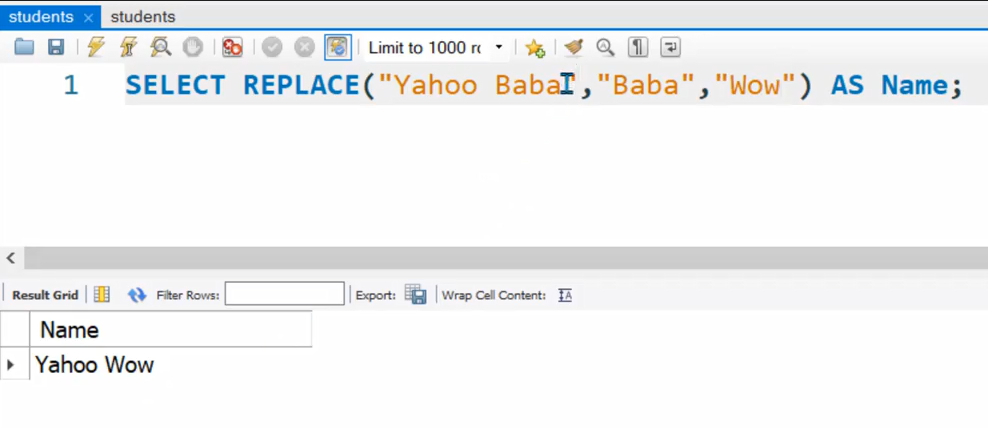 students × students
Limit to 1000 rc
1 SELECT REPLACE("Yahoo Baba","Baba","Wow") AS Name;
Result Grid Filter Rows: Export: Wrap Cell Content:
Name
Yahoo Wow